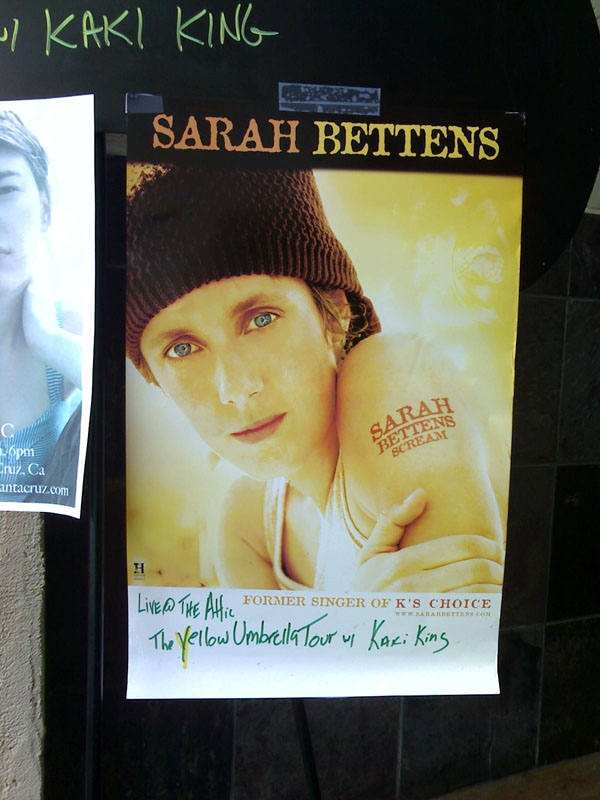 w/ KAKI KING
SARAH BETTENS
SARAH
BETTENS
SCREAM
C
6pm
Cruz, Ca
antacruz.com
H
FORMER SINGER OF K'S CHOICE
WWW.SARAHBETTENS.COM
LIVE @ THE Attic
The Yellow Umbrella Tour w/ Kaki King